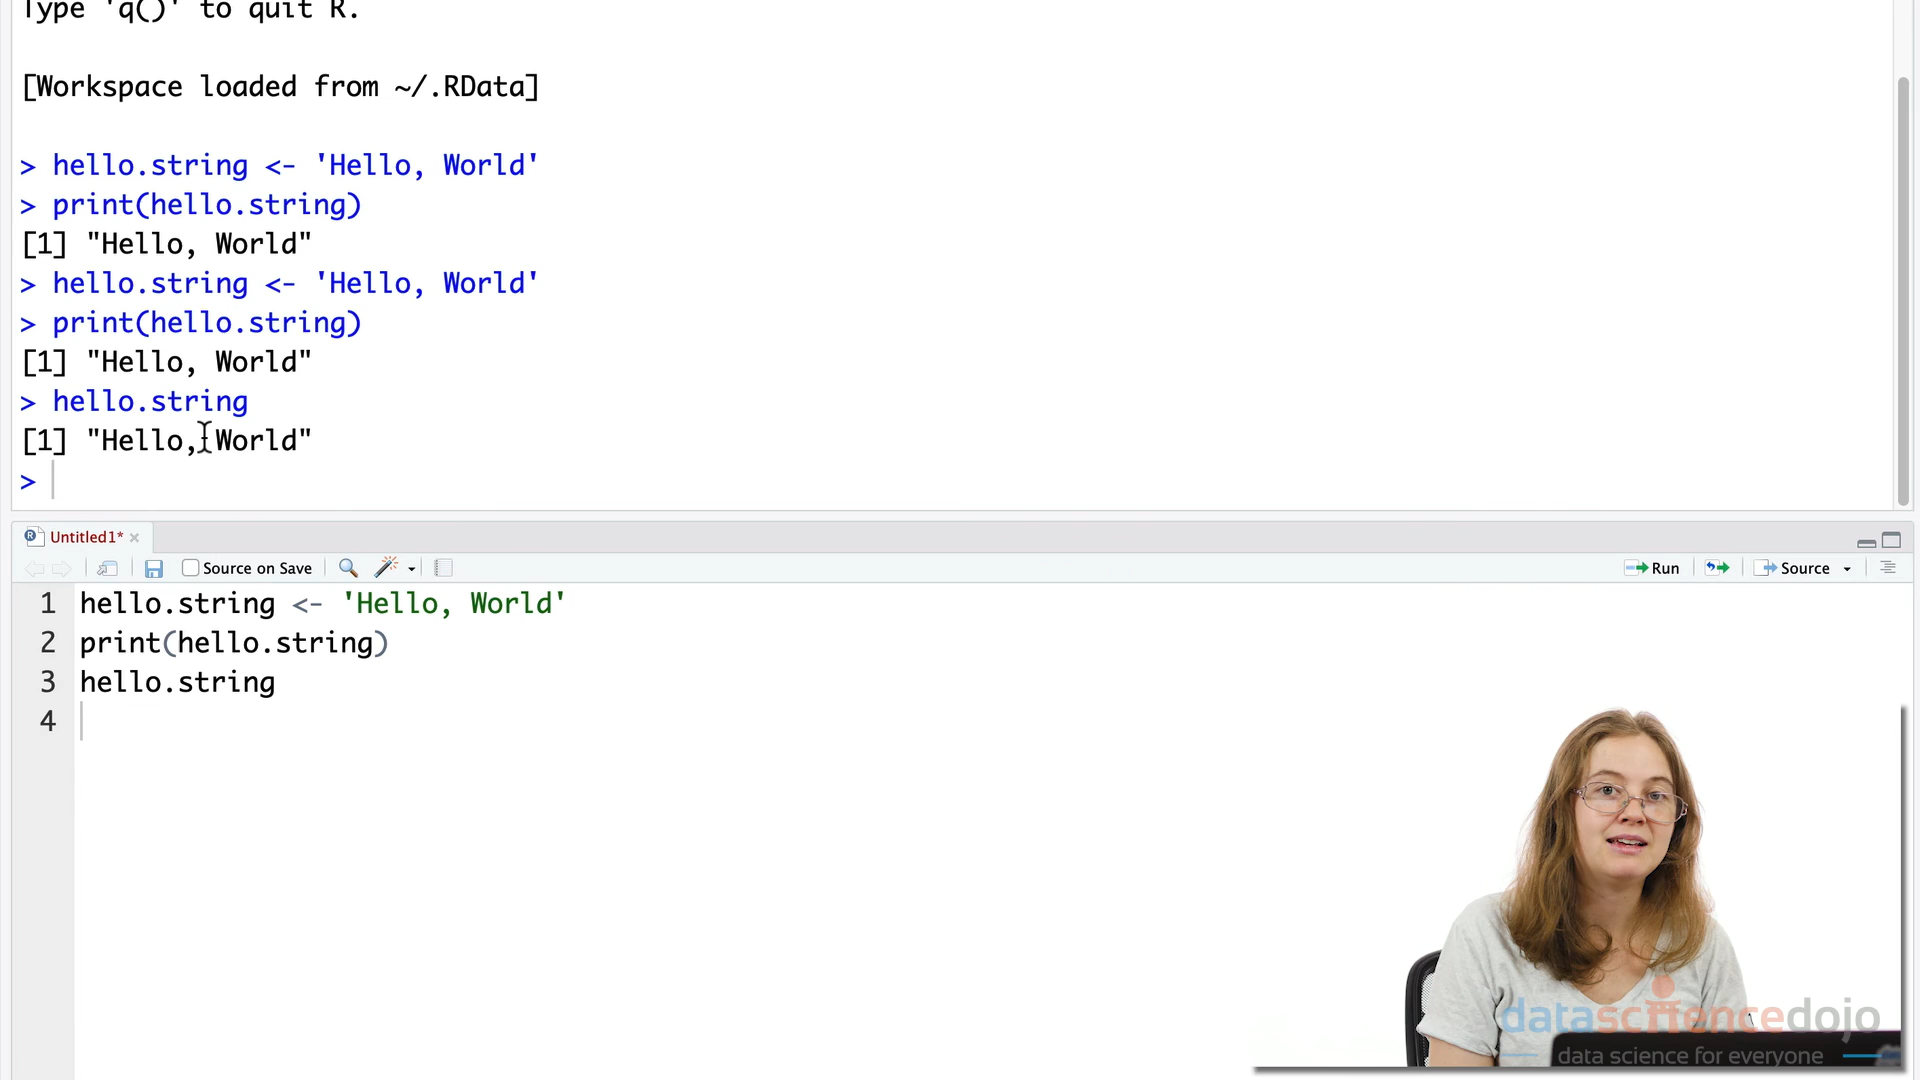 Type 'q()' to quit R.
[Workspace loaded from ~/.RData]
> hello.string <- 'Hello, World'
> print(hello.string)
[1] "Hello, World"
> hello.string <- 'Hello, World'
> print(hello.string)
[1] "Hello, World"
> hello.string
[1] "Hello, World"
>
Untitled1*
Source on Save
Run
Source
1 hello.string <- 'Hello, World'
2 print(hello.string)
3 hello.string
4
datasciencedojo
data science for everyone